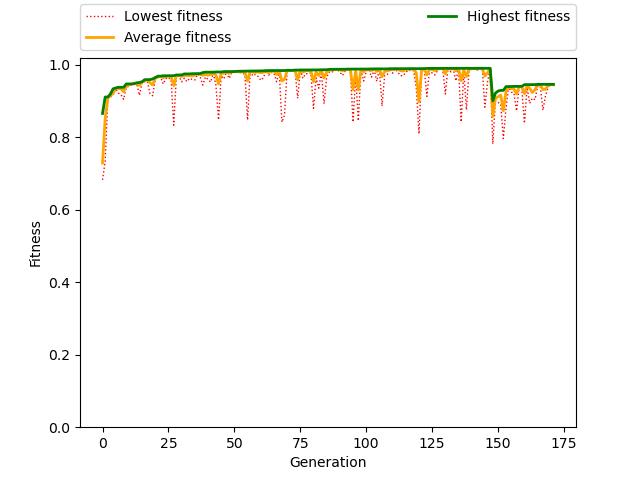 Lowest fitness
Average fitness
Highest fitness
1.0
0.8
0.6
0.4
0.2
0.0
Fitness
0 25 50 75 100 125 150 175
Generation